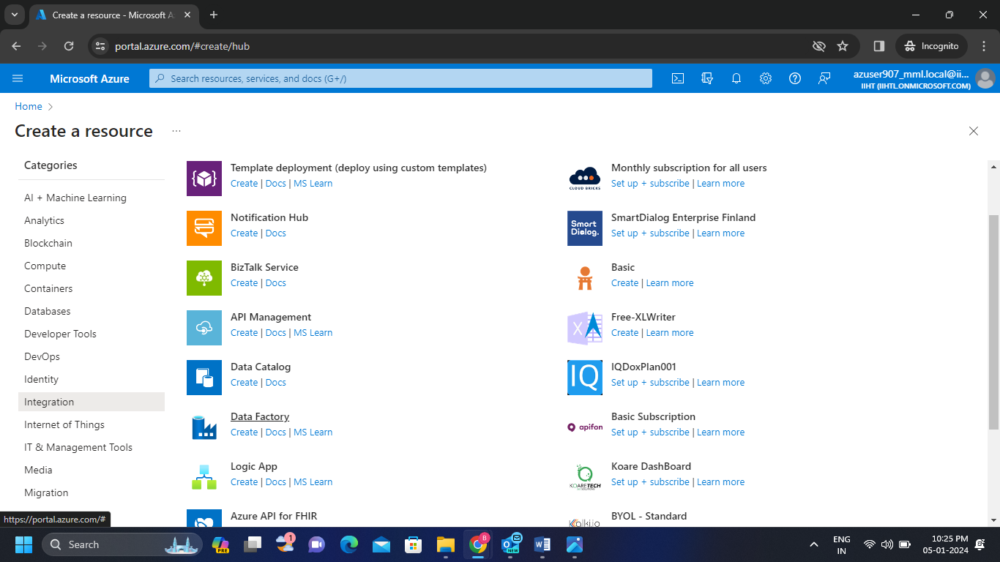 Create a resource - Microsoft A
portal.azure.com/#create/hub
Incognito
Microsoft Azure
Search resources, services, and docs (G+/)
azuser907_mml.local@ii...
IIHT (IIHTL.ONMICROSOFT.COM)
Home
Create a resource
...
Categories
AI + Machine Learning
Analytics
Blockchain
Compute
Containers
Databases
Developer Tools
DevOps
Identity
Integration
Internet of Things
IT & Management Tools
Media
Migration
Template deployment (deploy using custom templates)
Create | Docs | MS Learn
Notification Hub
Create | Docs
BizTalk Service
Create | Docs
API Management
Create | Docs | MS Learn
Data Catalog
Create | Docs
Data Factory
Create | Docs | MS Learn
Logic App
Create | Docs | MS Learn
Azure API for FHIR
CLOUD BRICKS
Monthly subscription for all users
Set up + subscribe | Learn more
Smart
Dialog.
SmartDialog Enterprise Finland
Set up + subscribe | Learn more
Basic
Create | Learn more
X
Free-XLWriter
Create | Learn more
IQ
IQDoxPlan001
Set up + subscribe | Learn more
apifon
Basic Subscription
Set up + subscribe | Learn more
KOARETECH
Koare DashBoard
Set up + subscribe | Learn more
BYOL - Standard
https://portal.azure.com/#
Search
PRE
1
8
NEW
ENG
IN
10:25 PM
05-01-2024